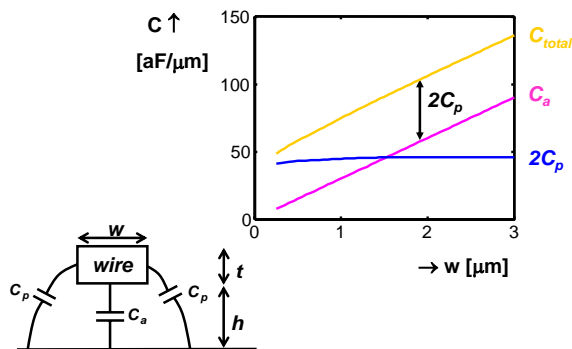 C ↑
[aF/μm]
150
100
50
0
0
1
2
3
→ w [μm]
C_total
C_a
2C_p
2C_p
w
wire
t
h
C_p
C_a
C_p